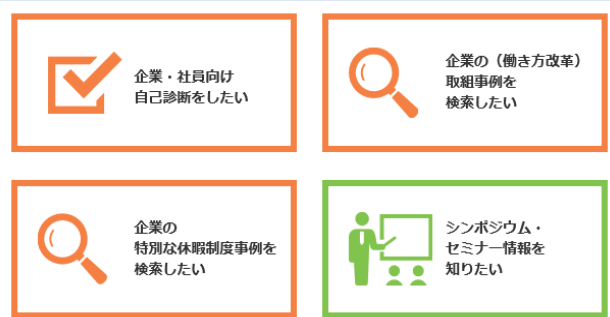 企業・社員向け
自己診断をしたい
企業の（働き方改革）
取組事例を
検索したい
企業の
特別な休暇制度事例を
検索したい
シンポジウム・
セミナー情報を
知りたい